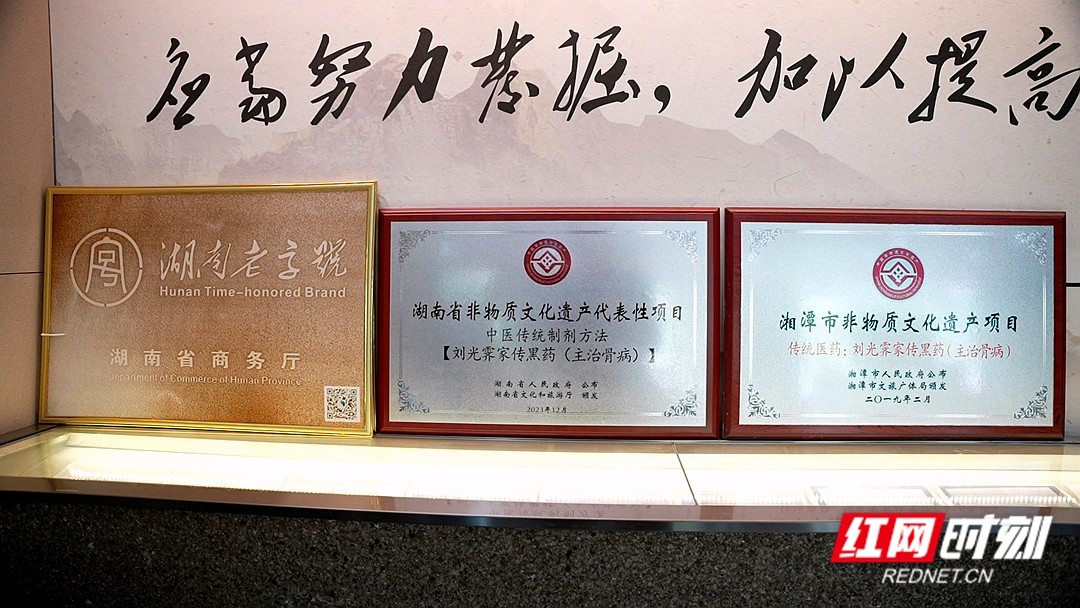 应当努力发掘，加以提高
湖南老字號
Hunan Time-honored Brand
湖南省商务厅
Department of Commerce of Hunan Province
湖南省非物质文化遗产代表性项目
中医传统制剂方法
【刘光霁家传黑药（主治骨病）】
湖南省人民政府 公布
湖南省文化和旅游厅 颁发
2023年12月
湘潭市非物质文化遗产项目
传统医药：刘光霁家传黑药（主治骨病）
湘潭市人民政府公布
湘潭市文旅广体局颁发
二〇一九年二月
红网时刻
REDNET.CN